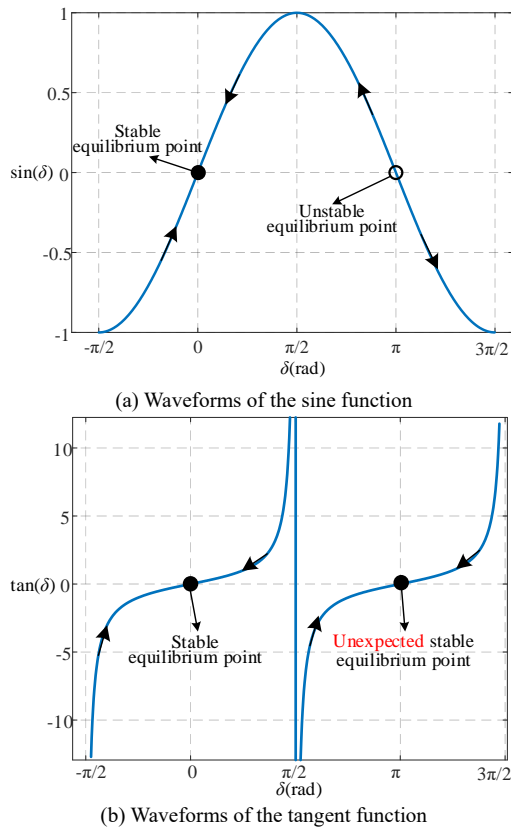 1
0.5
Stable
equilibrium point
sin(δ) 0
Unstable
equilibrium point
-0.5
-1
-π/2 0 π/2 π 3π/2
δ(rad)
(a) Waveforms of the sine function
10
5
tan(δ) 0
Stable
equilibrium point
Unexpected stable
equilibrium point
-5
-10
-π/2 0 π/2 π 3π/2
δ(rad)
(b) Waveforms of the tangent function